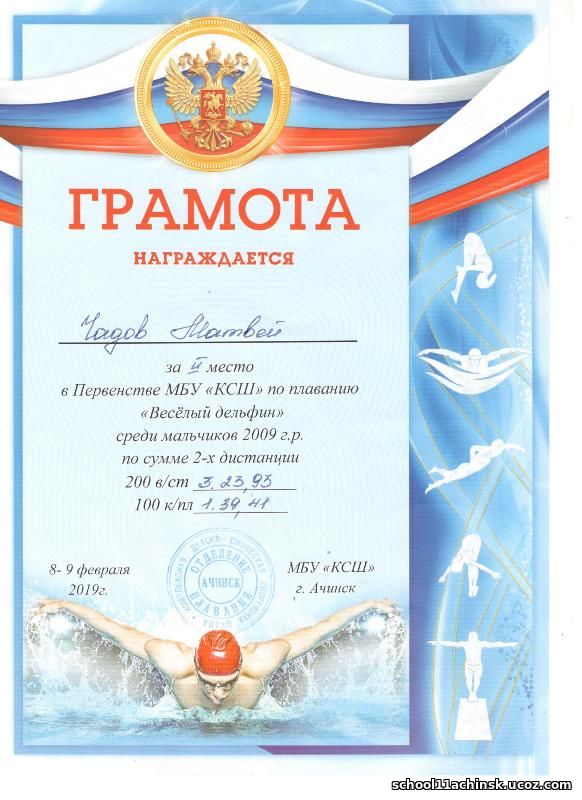 ГРАМОТА
НАГРАЖДАЕТСЯ
Чадов Матвей
за II место
в Первенстве МБУ «КСШ» по плаванию
«Весёлый дельфин»
среди мальчиков 2009 г.р.
по сумме 2-х дистанции
200 в/ст 3.23,93
100 к/пл 1.39,41
8- 9 февраля
2019г.
МБУ «КСШ»
г. Ачинск
ОТДЕЛЕНИЕ
АЧИНСК
ПЛАВАНИЯ
school11achinsk.ucoz.com